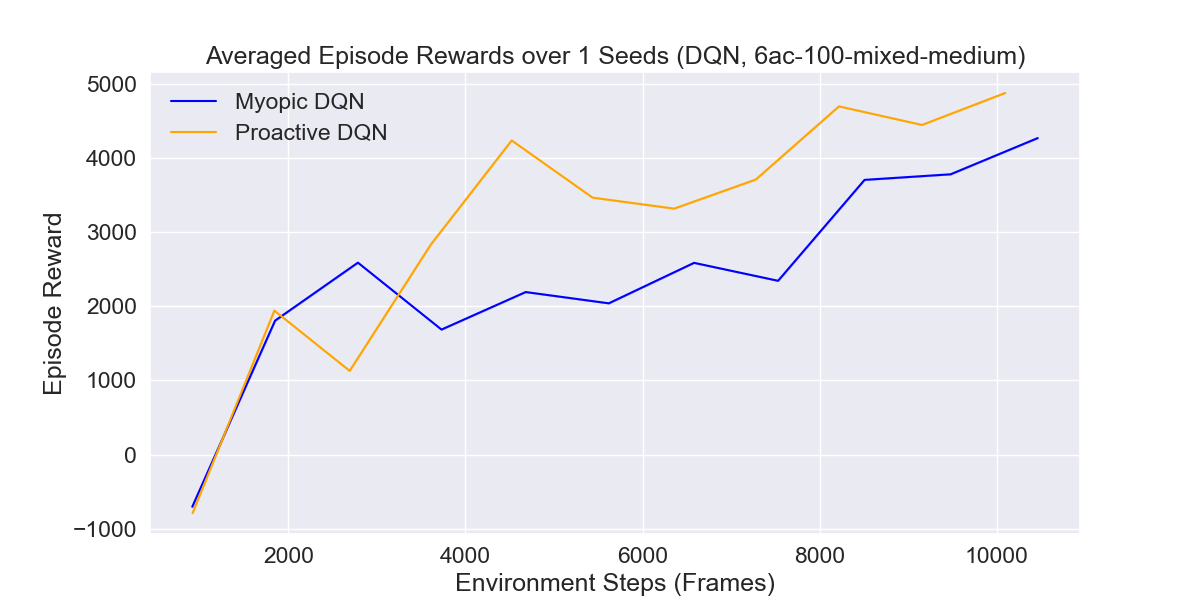 Averaged Episode Rewards over 1 Seeds (DQN, 6ac-100-mixed-medium)
Myopic DQN
Proactive DQN
Episode Reward
5000
4000
3000
2000
1000
0
−1000
2000 4000 6000 8000 10000
Environment Steps (Frames)